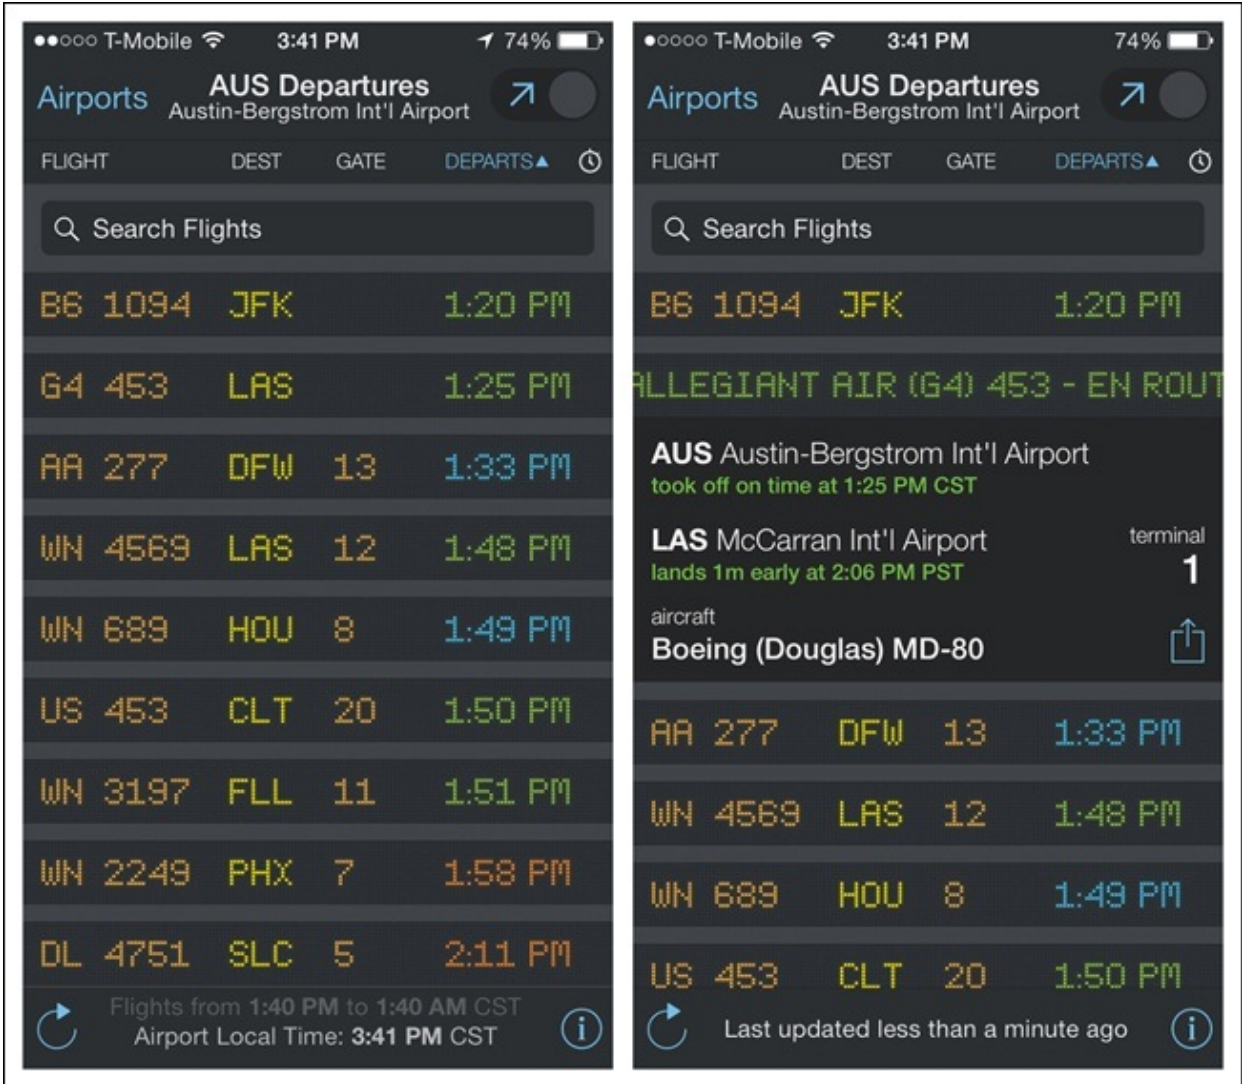 T-Mobile 3:41 PM 74%
Airports AUS Departures
Austin-Bergstrom Int'l Airport
FLIGHT DEST GATE DEPARTS▲
Search Flights
B6 1094 JFK 1:20 PM
G4 453 LAS 1:25 PM
AA 277 DFW 13 1:33 PM
WN 4569 LAS 12 1:48 PM
WN 689 HOU 8 1:49 PM
US 453 CLT 20 1:50 PM
WN 3197 FLL 11 1:51 PM
WN 2249 PHX 7 1:58 PM
DL 4751 SLC 5 2:11 PM
Flights from 1:40 PM to 1:40 AM CST
Airport Local Time: 3:41 PM CST
T-Mobile 3:41 PM 74%
Airports AUS Departures
Austin-Bergstrom Int'l Airport
FLIGHT DEST GATE DEPARTS▲
Search Flights
B6 1094 JFK 1:20 PM
ALLEGIANT AIR (G4) 453 - EN ROUT
AUS Austin-Bergstrom Int'l Airport
took off on time at 1:25 PM CST
LAS McCarran Int'l Airport terminal
lands 1m early at 2:06 PM PST 1
aircraft
Boeing (Douglas) MD-80
AA 277 DFW 13 1:33 PM
WN 4569 LAS 12 1:48 PM
WN 689 HOU 8 1:49 PM
US 453 CLT 20 1:50 PM
Last updated less than a minute ago